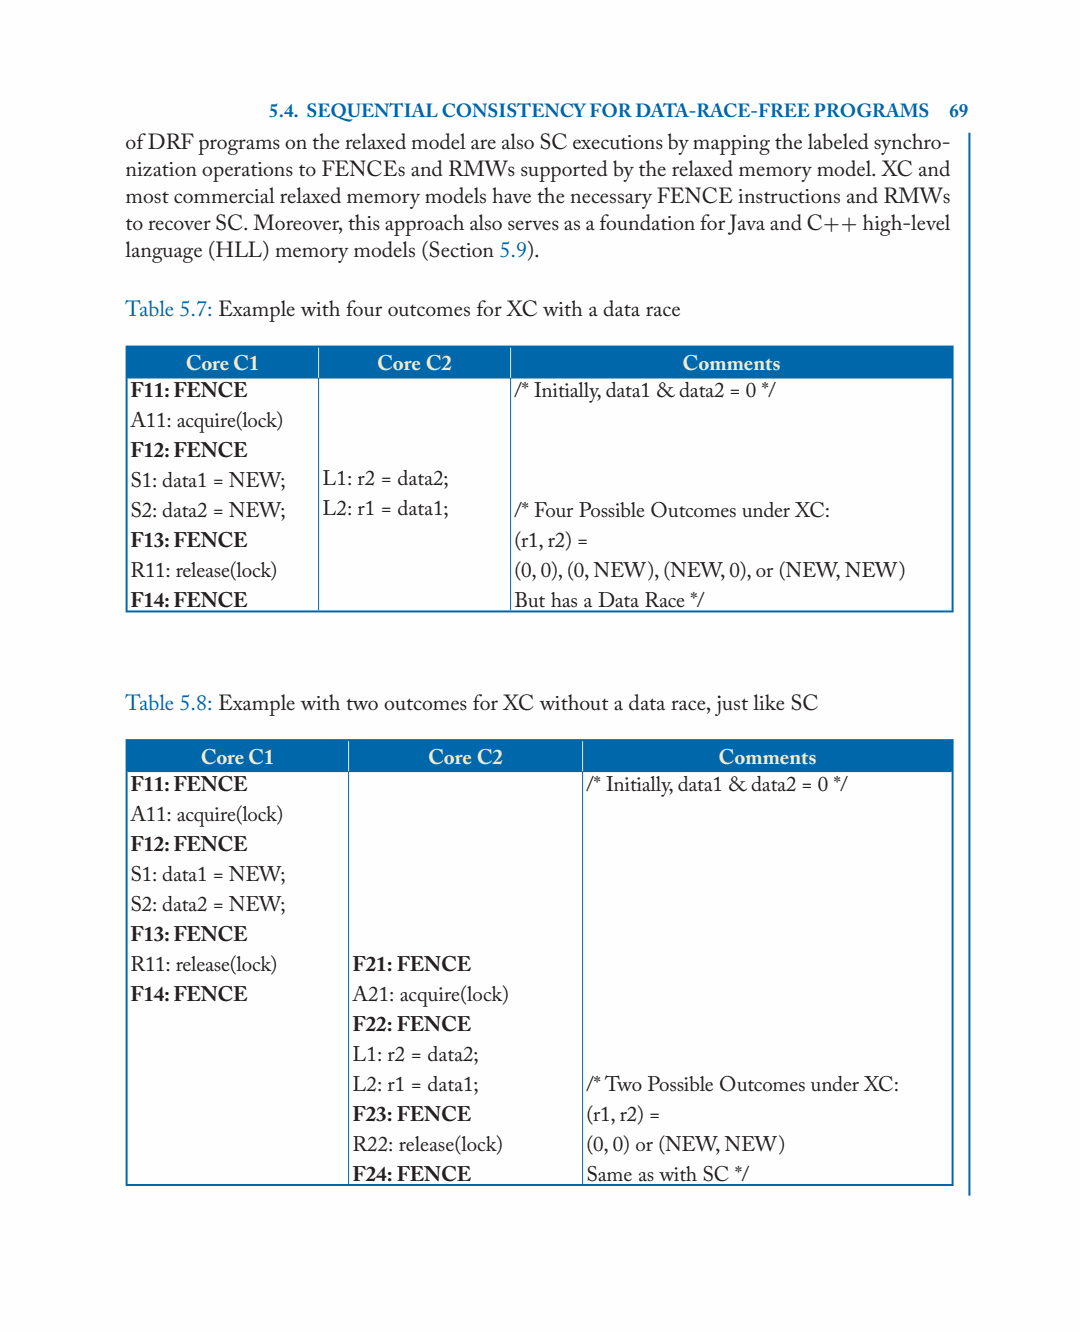 5.4. SEQUENTIAL CONSISTENCY FOR DATA-RACE-FREE PROGRAMS 69
of DRF programs on the relaxed model are also SC executions by mapping the labeled synchro-
nization operations to FENCEs and RMWs supported by the relaxed memory model. XC and
most commercial relaxed memory models have the necessary FENCE instructions and RMWs
to recover SC. Moreover, this approach also serves as a foundation for Java and C++ high-level
language (HLL) memory models (Section 5.9).
Table 5.7: Example with four outcomes for XC with a data race
Core C1 Core C2 Comments
F11: FENCE /* Initially, data1 & data2 = 0 */
A11: acquire(lock)
F12: FENCE
S1: data1 = NEW; L1: r2 = data2;
S2: data2 = NEW; L2: r1 = data1; /* Four Possible Outcomes under XC:
F13: FENCE (r1, r2) =
R11: release(lock) (0, 0), (0, NEW), (NEW, 0), or (NEW, NEW)
F14: FENCE But has a Data Race */
Table 5.8: Example with two outcomes for XC without a data race, just like SC
Core C1 Core C2 Comments
F11: FENCE /* Initially, data1 & data2 = 0 */
A11: acquire(lock)
F12: FENCE
S1: data1 = NEW;
S2: data2 = NEW;
F13: FENCE
R11: release(lock) F21: FENCE
F14: FENCE A21: acquire(lock)
F22: FENCE
L1: r2 = data2;
L2: r1 = data1; /* Two Possible Outcomes under XC:
F23: FENCE (r1, r2) =
R22: release(lock) (0, 0) or (NEW, NEW)
F24: FENCE Same as with SC */